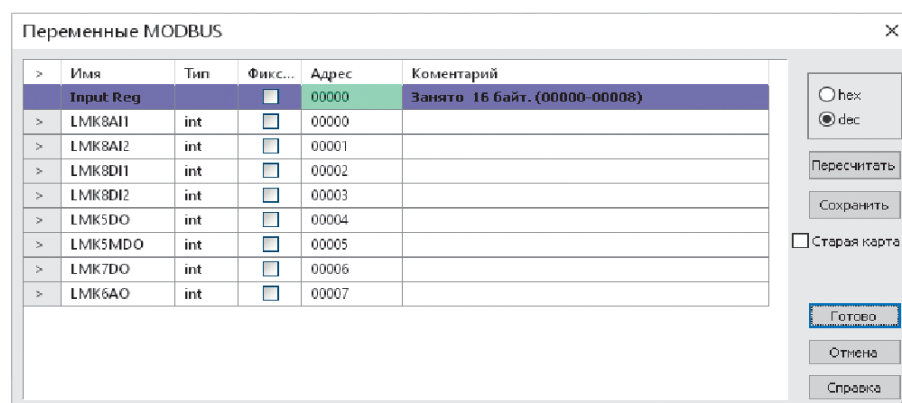 Переменные MODBUS
> Имя Тип Фикс... Адрес Коментарий
Input Reg 00000 Занято 16 байт. (00000-00008)
> LMK8AI1 int 00000
> LMK8AI2 int 00001
> LMK8DI1 int 00002
> LMK8DI2 int 00003
> LMK5DO int 00004
> LMK5MDO int 00005
> LMK7DO int 00006
> LMK6AO int 00007
hex
dec
Пересчитать
Сохранить
Старая карта
Готово
Отмена
Справка